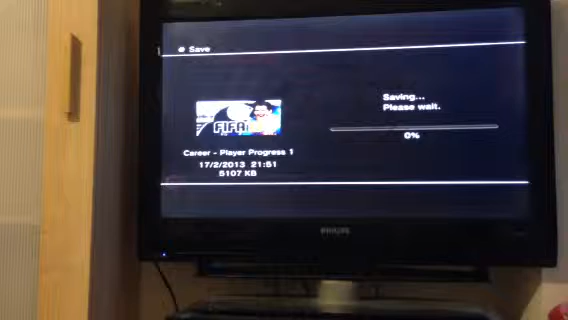 Save
Saving...
Please wait.
0%
FIFA
Career - Player Progress 1
17/2/2013 21:51
5107 KB
PHILIPS